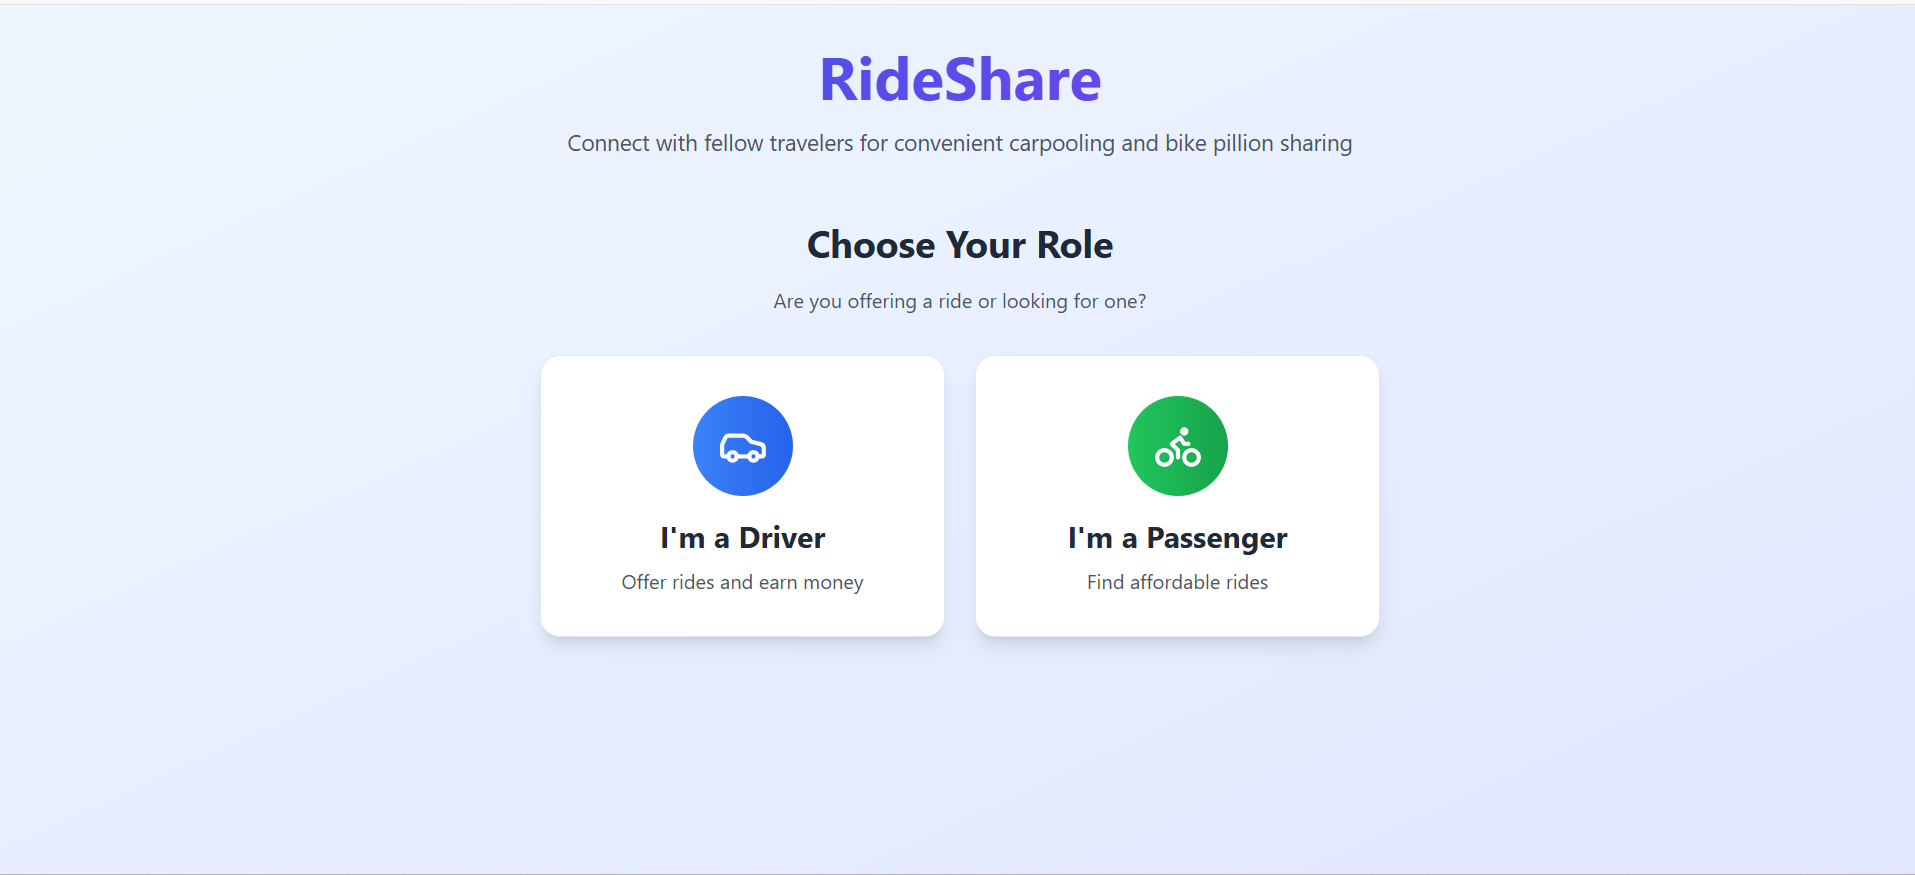 RideShare
Connect with fellow travelers for convenient carpooling and bike pillion sharing
Choose Your Role
Are you offering a ride or looking for one?
I'm a Driver
Offer rides and earn money
I'm a Passenger
Find affordable rides